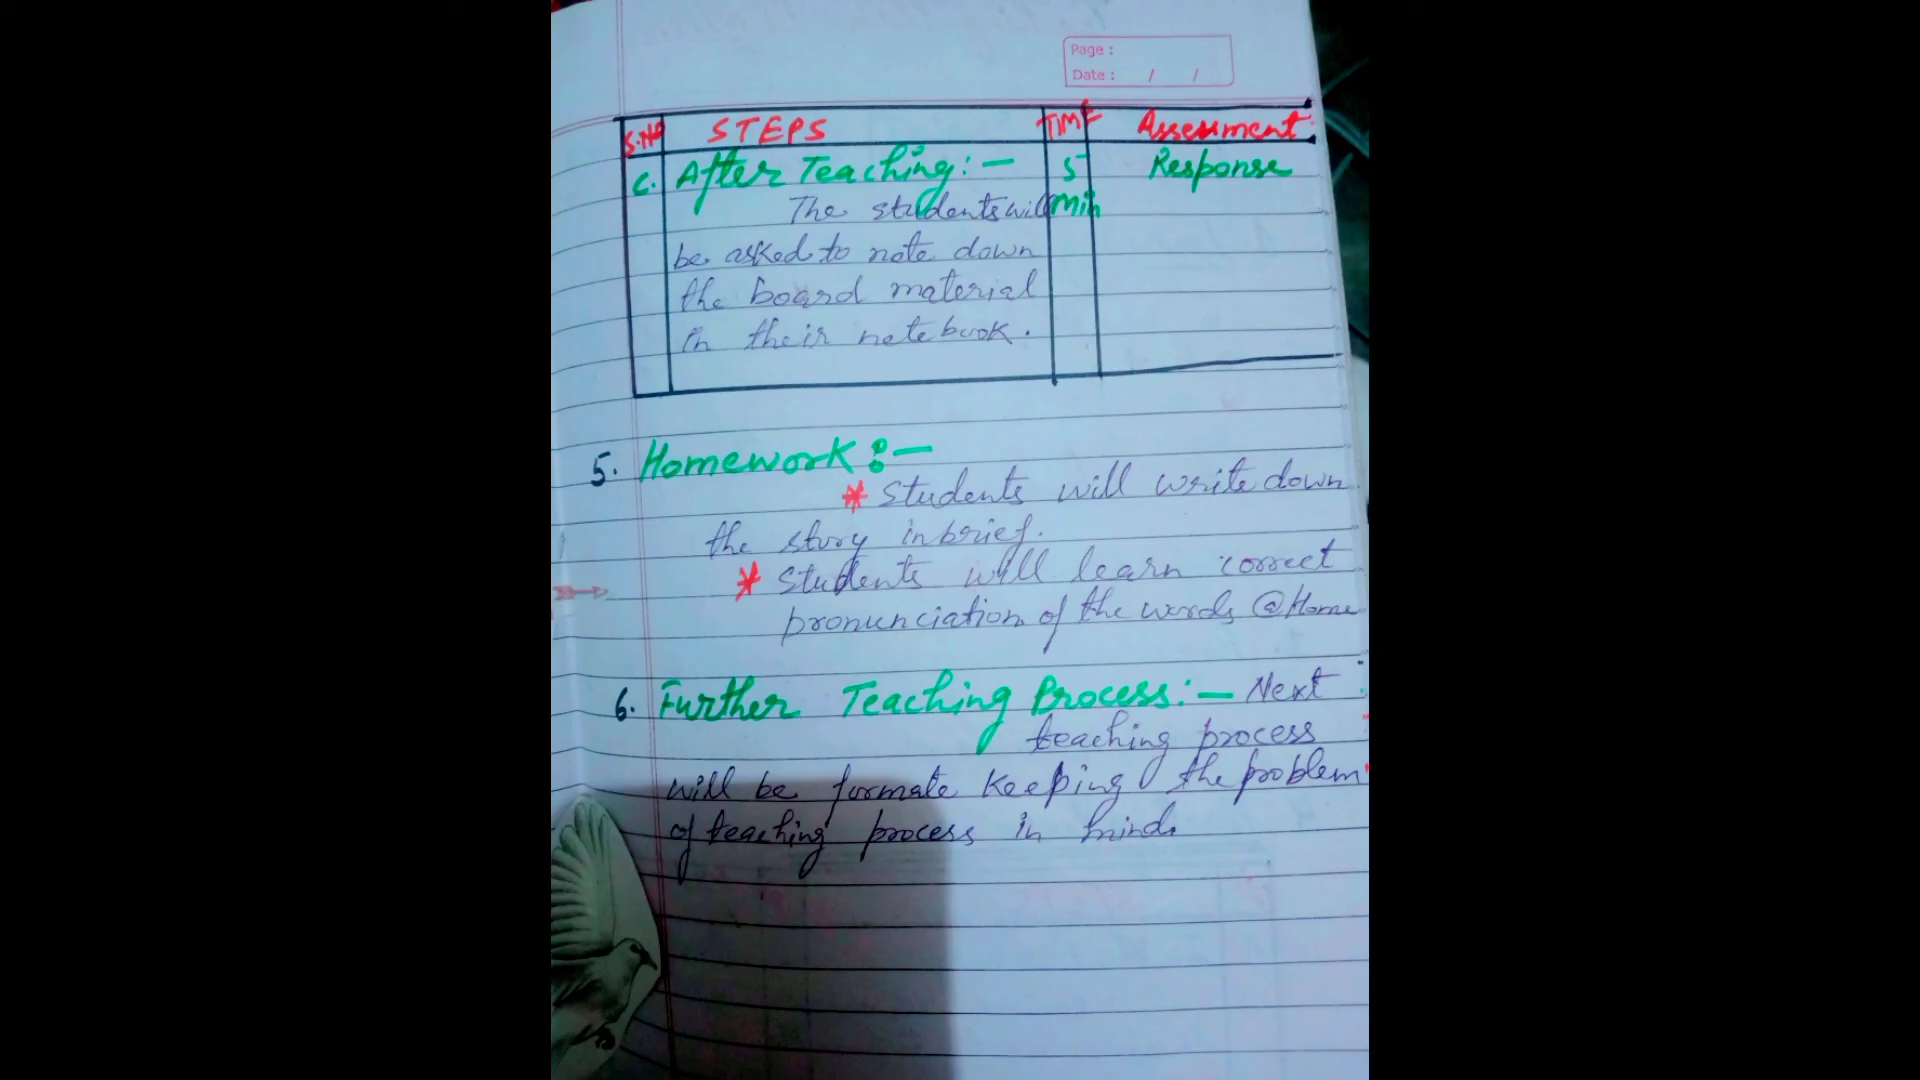 Page :
Date : / /
S.No STEPS TIME Assessment
C. After Teaching:- 5 Response
The students will Min
be asked to note down
the board material
in their notebook.
5. Homework :-
* Students will write down
the story in brief.
* Students will learn correct
pronunciation of the words @Home
6. Further Teaching Process:- Next
teaching process
will be formate keeping the problem
of teaching process in mind.